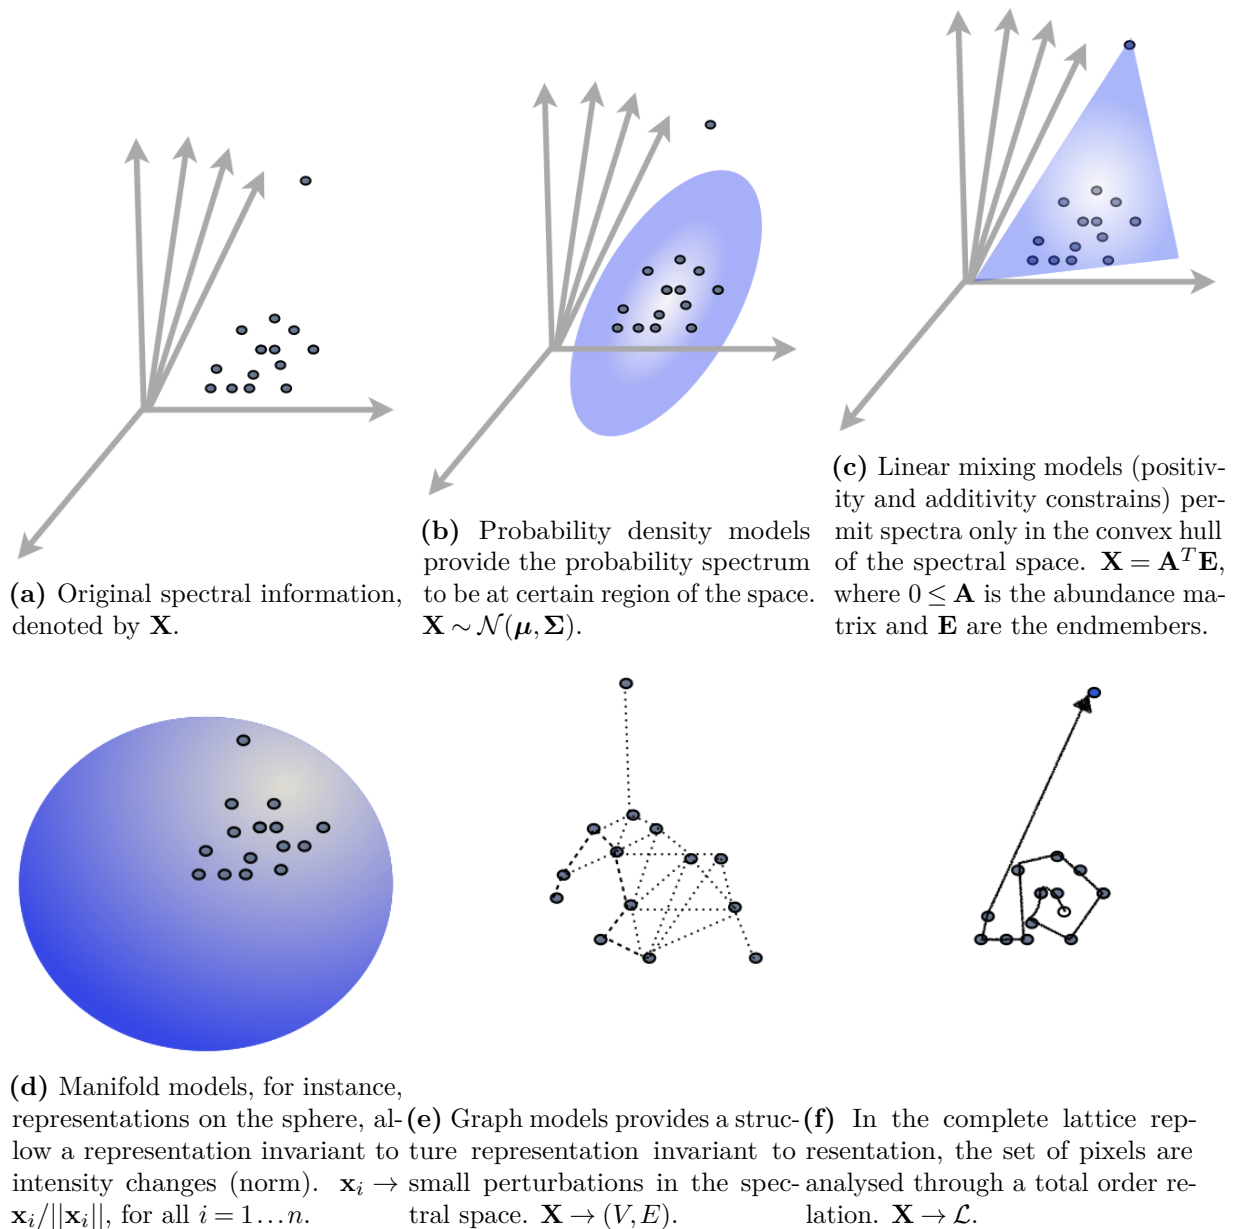 (a) Original spectral information,
denoted by X.
(b) Probability density models
provide the probability spectrum
to be at certain region of the space.
X ∼ 𝒩(μ, Σ).
(c) Linear mixing models (positiv-
ity and additivity constrains) per-
mit spectra only in the convex hull
of the spectral space. X = A^T E,
where 0 ≤ A is the abundance ma-
trix and E are the endmembers.
(d) Manifold models, for instance,
representations on the sphere, al-
low a representation invariant to
intensity changes (norm). x_i →
x_i/||x_i||, for all i = 1…n.
(e) Graph models provides a struc-
ture representation invariant to
small perturbations in the spec-
tral space. X → (V, E).
(f) In the complete lattice rep-
resentation, the set of pixels are
analysed through a total order re-
lation. X → ℒ.